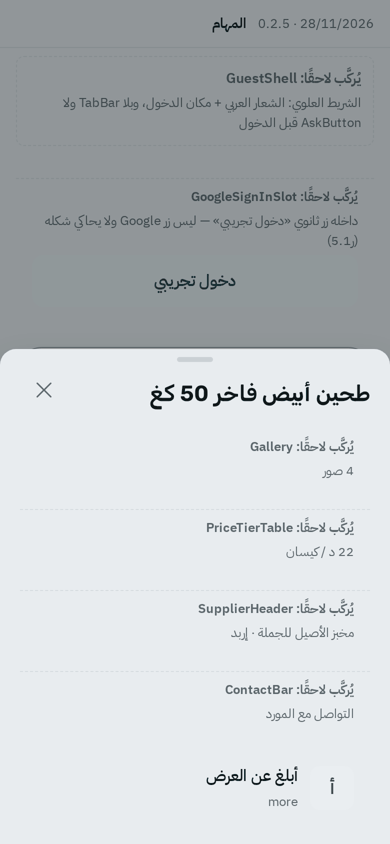 المهام 0.2.5 · 28/11/2026
يُركَّب لاحقًا: GuestShell
الشريط العلوي: الشعار العربي + مكان الدخول، وبلا TabBar ولا
AskButton قبل الدخول
يُركَّب لاحقًا: GoogleSignInSlot
داخله زر ثانوي «دخول تجريبي» — ليس زر Google ولا يحاكي شكله
(ر5.1)
دخول تجريبي
طحين أبيض فاخر 50 كغ
يُركَّب لاحقًا: Gallery
4 صور
يُركَّب لاحقًا: PriceTierTable
22 د / كيسان
يُركَّب لاحقًا: SupplierHeader
مخبز الأصيل للجملة · إربد
يُركَّب لاحقًا: ContactBar
التواصل مع المورد
أ
أبلغ عن العرض
more